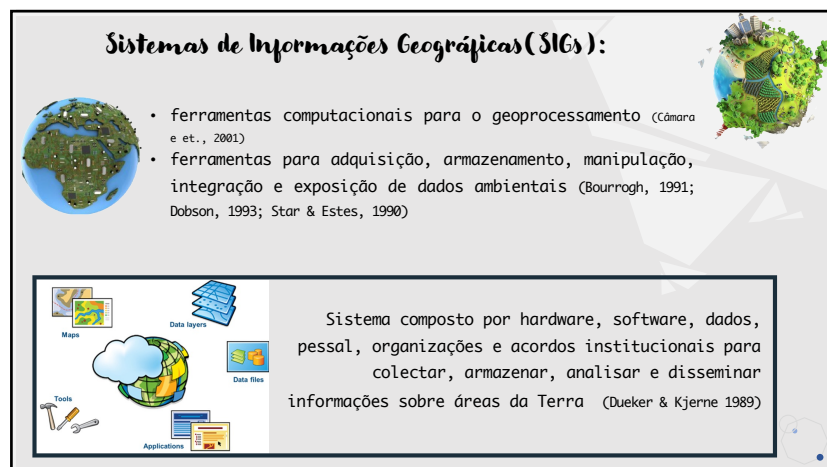 Sistemas de Informações Geográficas(SIGs):
• ferramentas computacionais para o geoprocessamento (Câmara
e et., 2001)
• ferramentas para adquisição, armazenamento, manipulação,
integração e exposição de dados ambientais (Bourrogh, 1991;
Dobson, 1993; Star & Estes, 1990)
Maps
Data layers
Data files
Tools
Applications
Sistema composto por hardware, software, dados,
pessal, organizações e acordos institucionais para
colectar, armazenar, analisar e disseminar
informações sobre áreas da Terra (Dueker & Kjerne 1989)